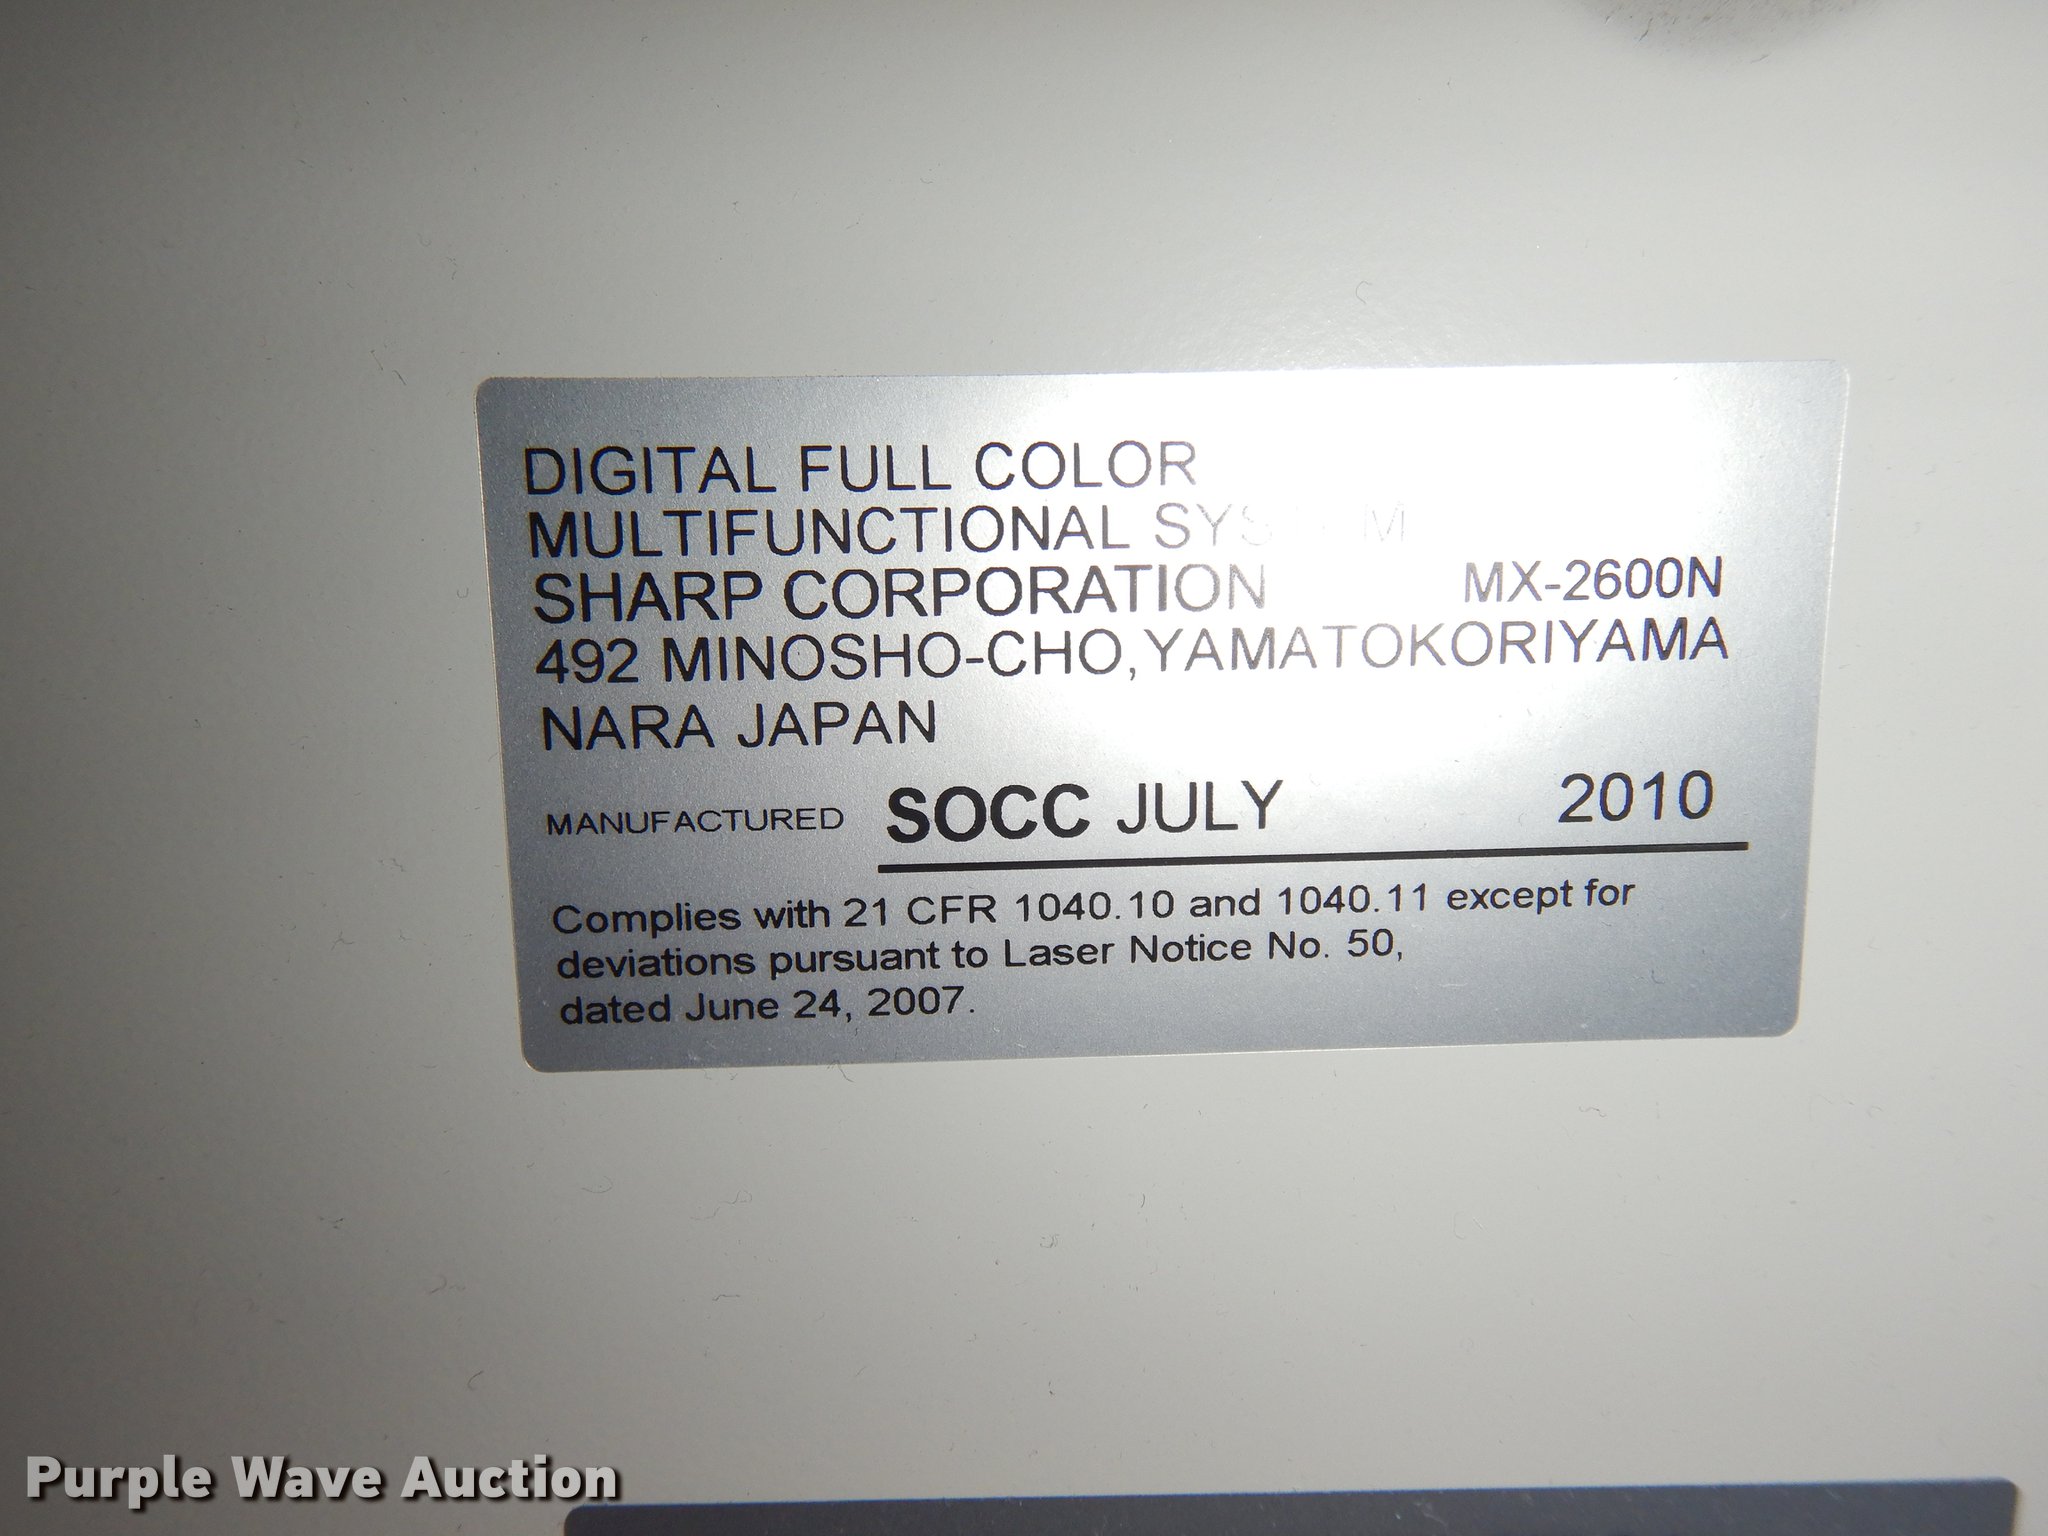 DIGITAL FULL COLOR
MULTIFUNCTIONAL SYSTEM
SHARP CORPORATION MX-2600N
492 MINOSHO-CHO,YAMATOKORIYAMA
NARA JAPAN
MANUFACTURED SOCC JULY 2010
Complies with 21 CFR 1040.10 and 1040.11 except for
deviations pursuant to Laser Notice No. 50,
dated June 24, 2007.
Purple Wave Auction